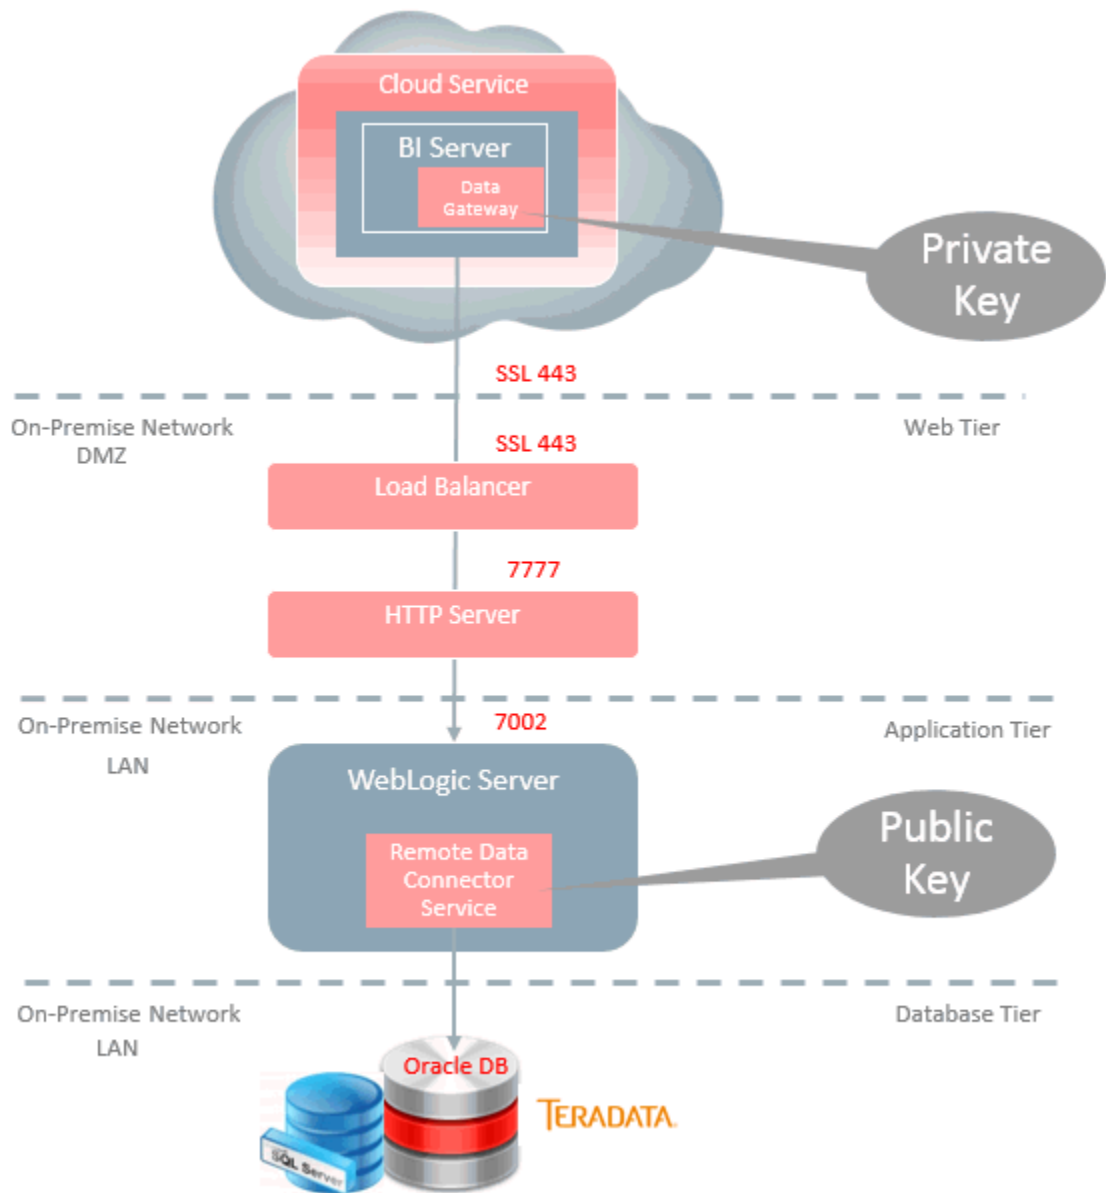 Cloud Service
BI Server
Data
Gateway
Private
Key
SSL 443
On-Premise Network
DMZ
Web Tier
SSL 443
Load Balancer
7777
HTTP Server
On-Premise Network
LAN
7002
Application Tier
WebLogic Server
Remote Data
Connector
Service
Public
Key
On-Premise Network
LAN
Database Tier
Oracle DB
SQL Server
TERADATA.